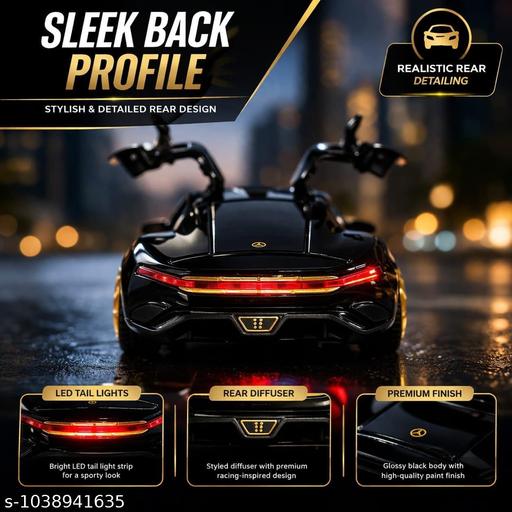 SLEEK BACK
PROFILE
STYLISH & DETAILED REAR DESIGN
REALISTIC REAR
DETAILING
LED TAIL LIGHTS
Bright LED tail light strip
for a sporty look
REAR DIFFUSER
Styled diffuser with premium
racing-inspired design
PREMIUM FINISH
Glossy black body with
high-quality paint finish
s-1038941635